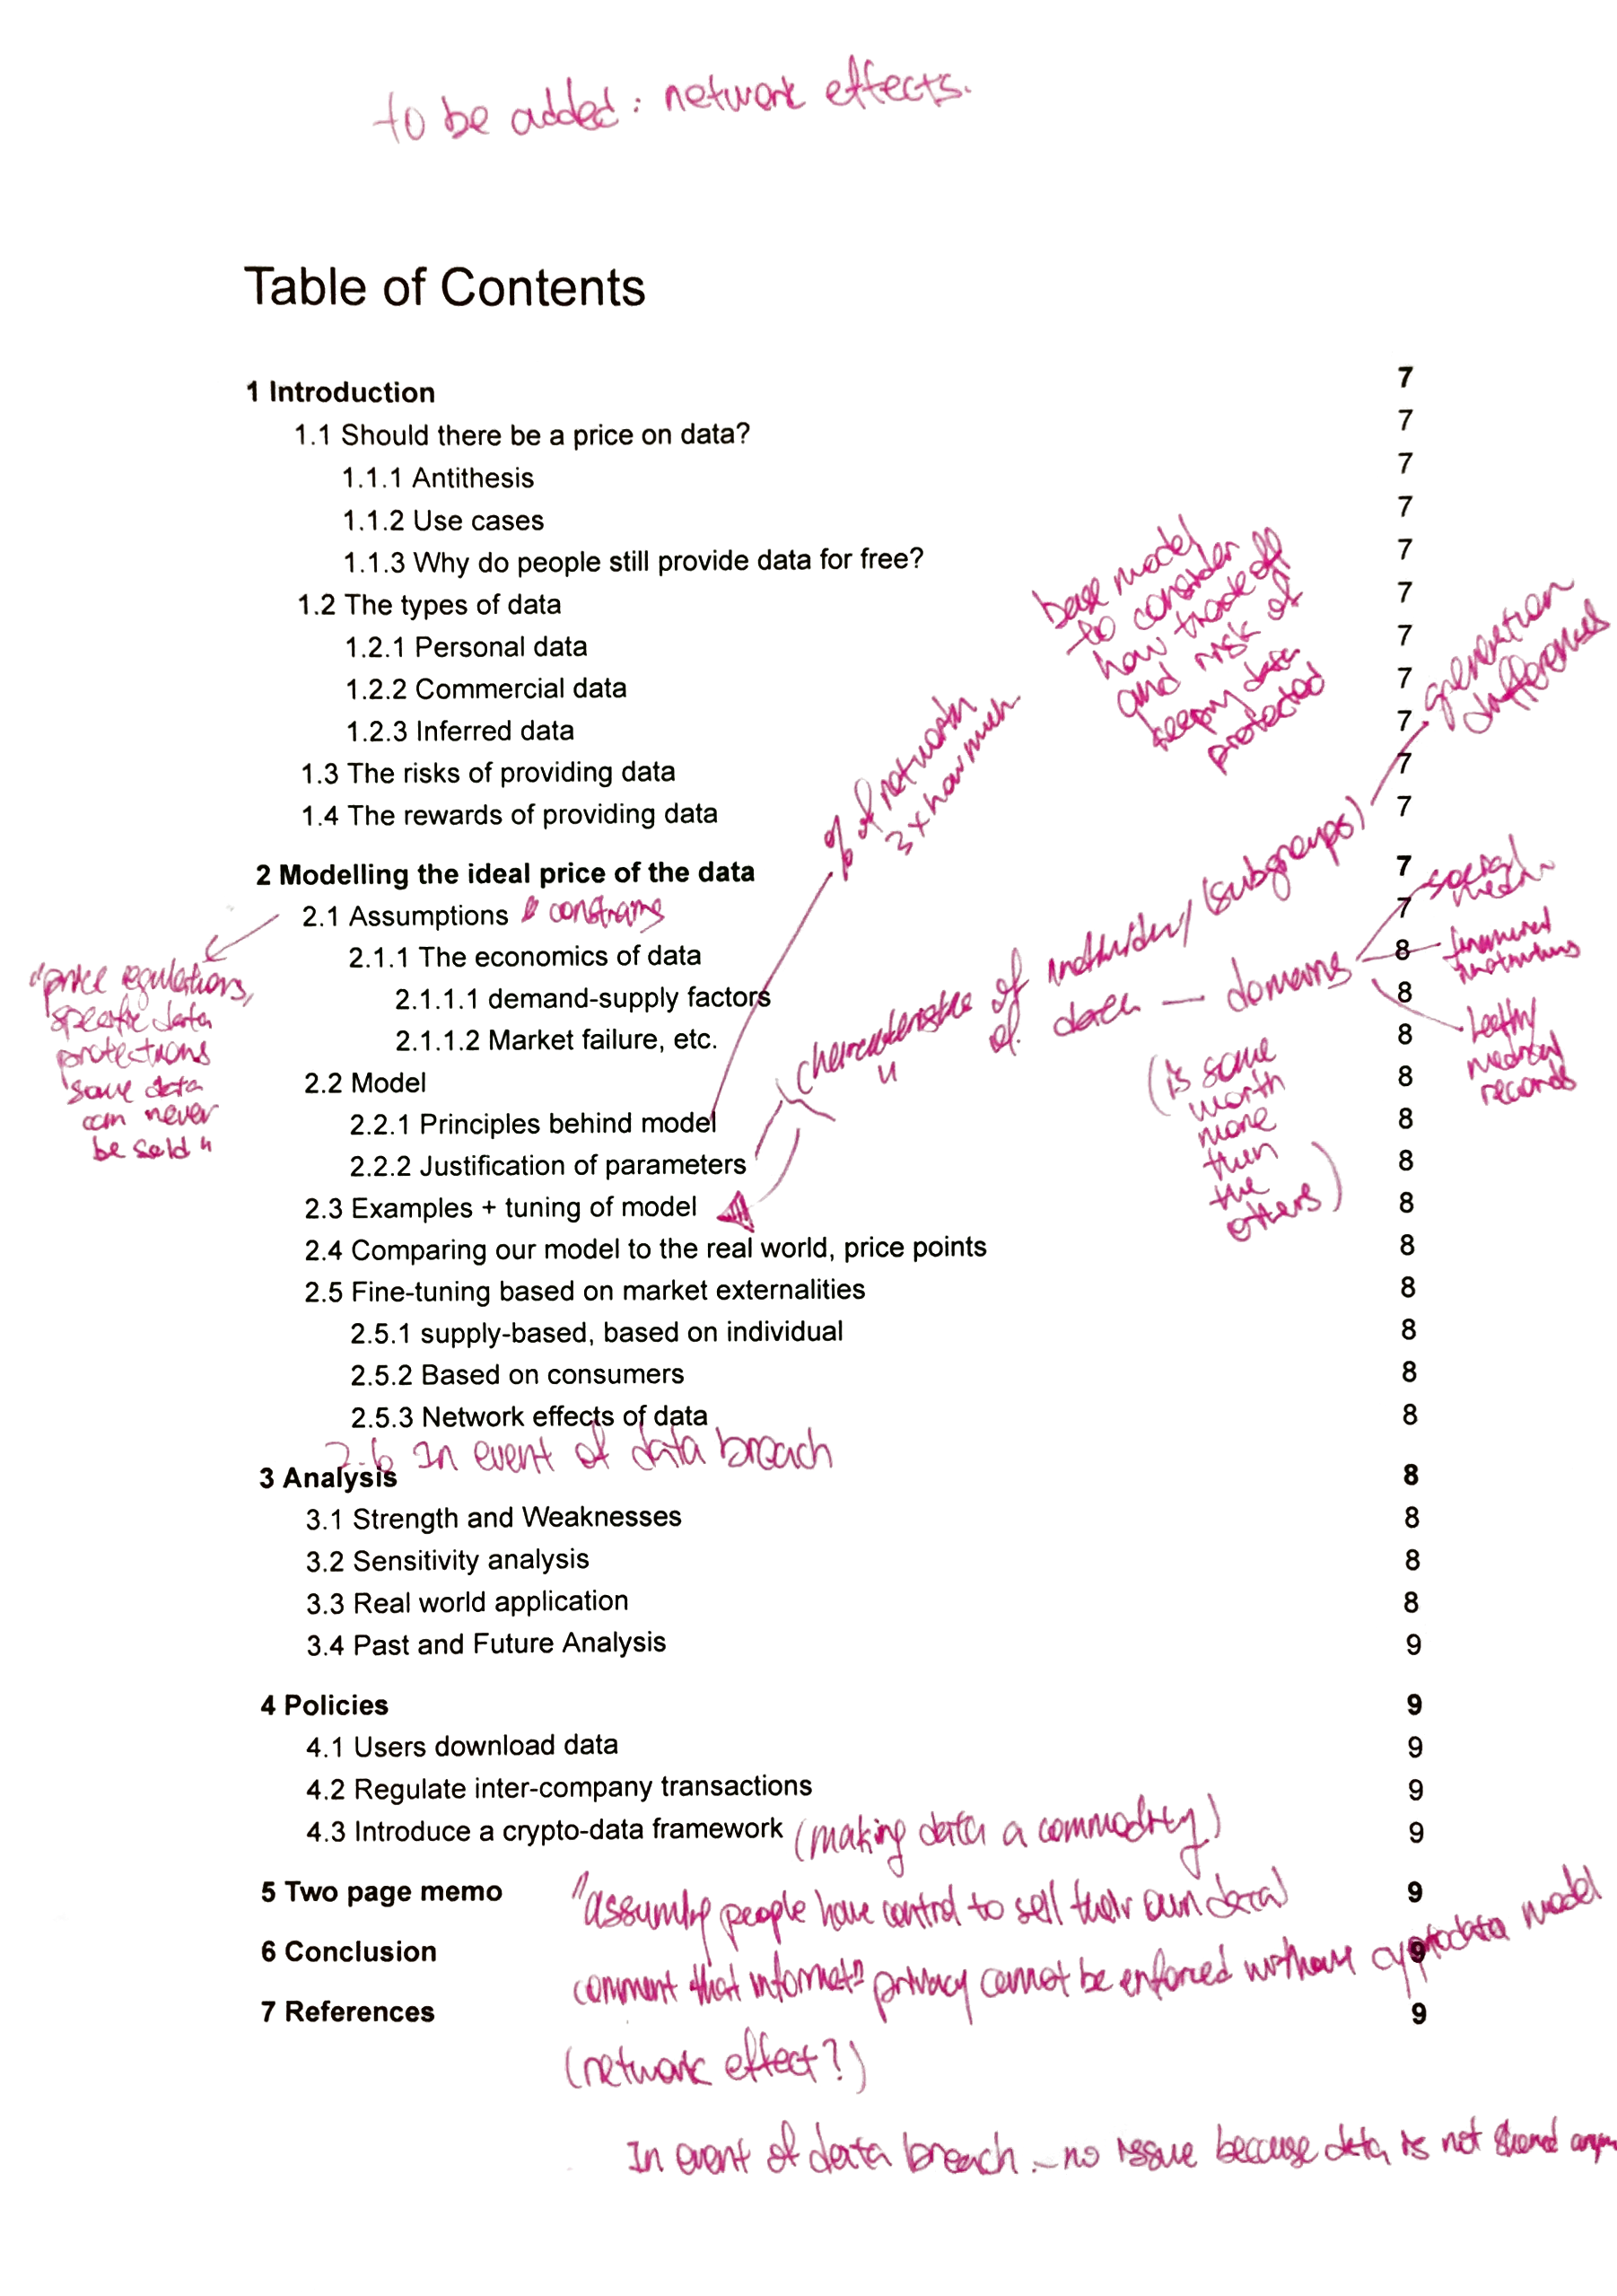 to be added: network effects.
Table of Contents
1 Introduction 7
1.1 Should there be a price on data? 7
1.1.1 Antithesis 7
1.1.2 Use cases 7
1.1.3 Why do people still provide data for free? 7
1.2 The types of data 7
1.2.1 Personal data 7
1.2.2 Commercial data 7
1.2.3 Inferred data 7
1.3 The risks of providing data 7
1.4 The rewards of providing data 7
base model
to consider
how trade off
and risk of
data
protected
generation
differences
% of networth
3 x how much
2 Modelling the ideal price of the data 7
2.1 Assumptions & constrains 7
2.1.1 The economics of data 8
2.1.1.1 demand-supply factors 8
2.1.1.2 Market failure, etc. 8
2.2 Model 8
2.2.1 Principles behind model 8
2.2.2 Justification of parameters 8
2.3 Examples + tuning of model 8
2.4 Comparing our model to the real world, price points 8
2.5 Fine-tuning based on market externalities 8
2.5.1 supply-based, based on individual 8
2.5.2 Based on consumers 8
2.5.3 Network effects of data 8
2.6 In event of data breach
"price regulations,
specific data
protections
some data
can never
be sold"
of (subgroups)
" of data — domains
social
financial
medical
records
(is some
worth
more
then
the
others)
3 Analysis 8
3.1 Strength and Weaknesses 8
3.2 Sensitivity analysis 8
3.3 Real world application 8
3.4 Past and Future Analysis 9
4 Policies 9
4.1 Users download data 9
4.2 Regulate inter-company transactions 9
4.3 Introduce a crypto-data framework (making data a commodity) 9
5 Two page memo 9
"assuming people have control to sell their own data
6 Conclusion 9
comment that privacy cannot be enforced without cryptodata model
7 References 9
(network effect?)
In event of data breach - no issue because data is not shared